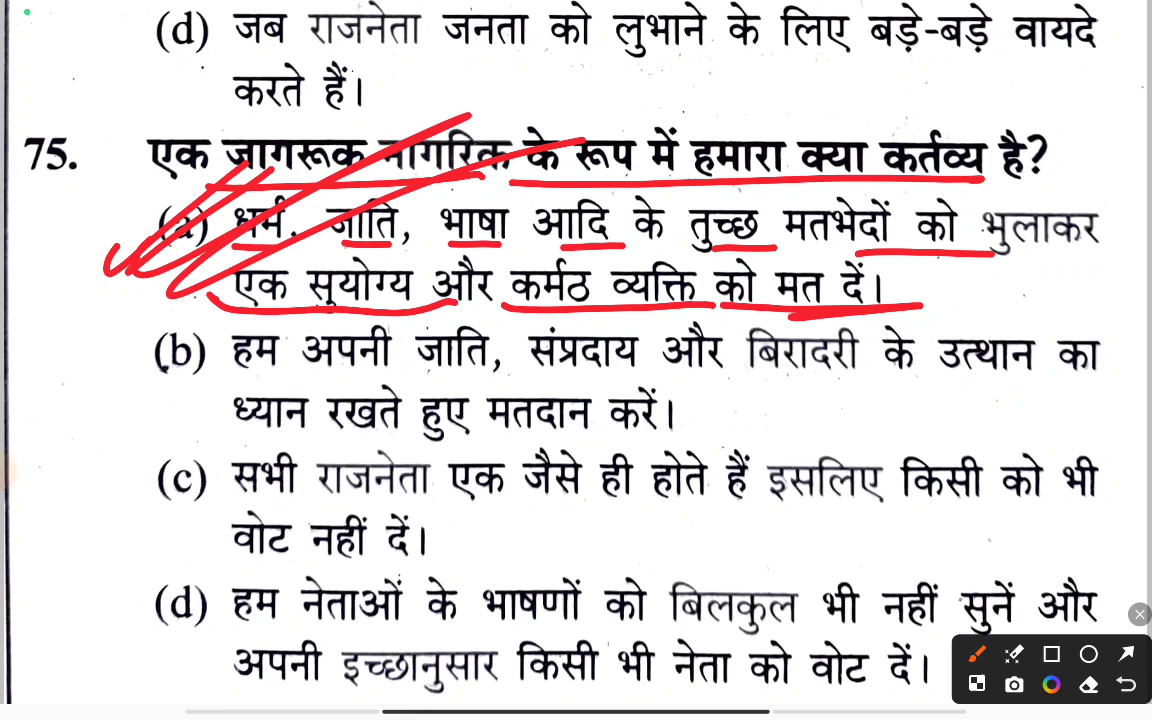 (d) जब राजनेता जनता को लुभाने के लिए बड़े-बड़े वायदे
करते हैं।
75. एक जागरूक नागरिक के रूप में हमारा क्या कर्तव्य है?
(a) धर्म. जाति, भाषा आदि के तुच्छ मतभेदों को भुलाकर
एक सुयोग्य और कर्मठ व्यक्ति को मत दें।
(b) हम अपनी जाति, संप्रदाय और बिरादरी के उत्थान का
ध्यान रखते हुए मतदान करें।
(c) सभी राजनेता एक जैसे ही होते हैं इसलिए किसी को भी
वोट नहीं दें।
(d) हम नेताओं के भाषणों को बिलकुल भी नहीं सुनें और
अपनी इच्छानुसार किसी भी नेता को वोट दें।